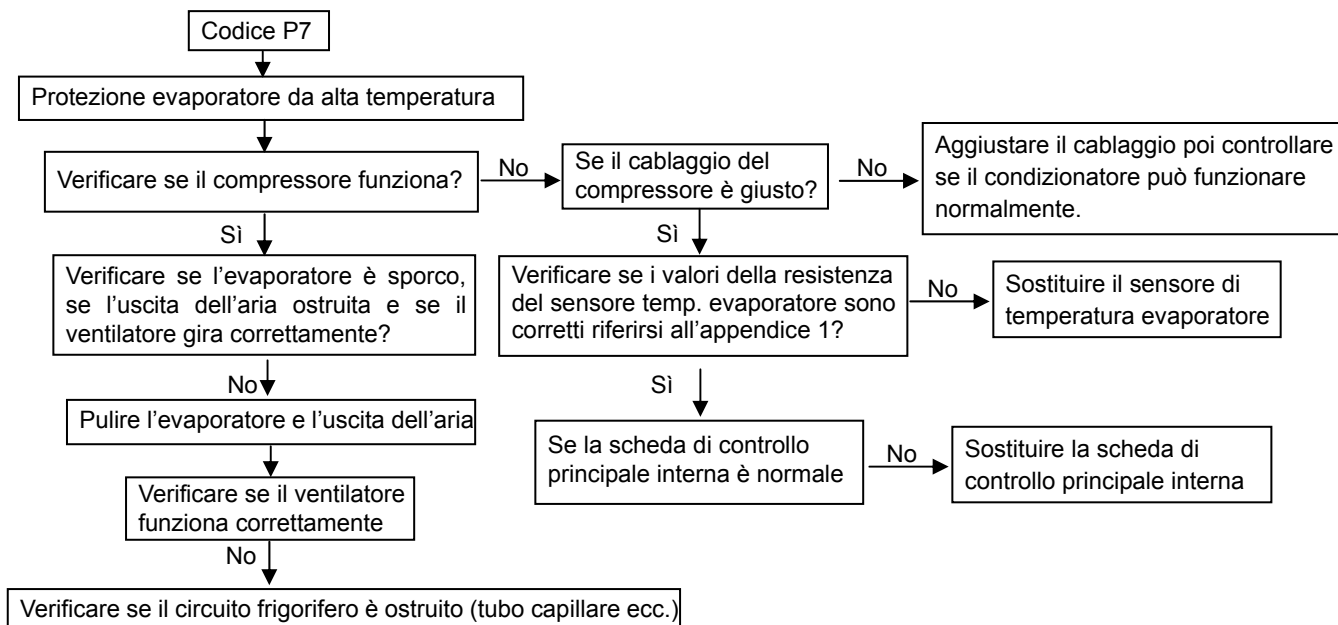 Codice P7
Protezione evaporatore da alta temperatura
Verificare se il compressore funziona?
No
Se il cablaggio del
compressore è giusto?
No
Aggiustare il cablaggio poi controllare
se il condizionatore può funzionare
normalmente.
Sì
Sì
Verificare se l’evaporatore è sporco,
se l’uscita dell’aria ostruita e se il
ventilatore gira correttamente?
Verificare se i valori della resistenza
del sensore temp. evaporatore sono
corretti riferirsi all’appendice 1?
No
Sostituire il sensore di
temperatura evaporatore
No
Sì
Pulire l’evaporatore e l’uscita dell’aria
Se la scheda di controllo
principale interna è normale
No
Sostituire la scheda di
controllo principale interna
Verificare se il ventilatore
funziona correttamente
No
Verificare se il circuito frigorifero è ostruito (tubo capillare ecc.)